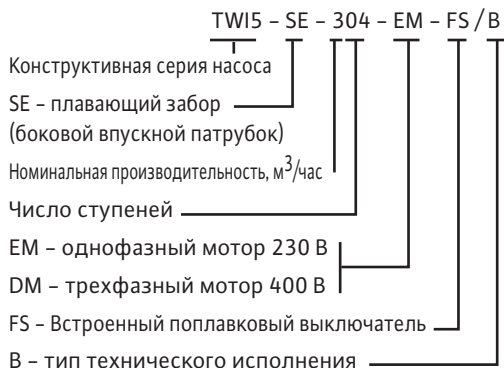 TWI5 – SE – 304 – EM – FS / B
Конструктивная серия насоса
SE – плавающий забор
(боковой впускной патрубок)
Номинальная производительность, м³/час
Число ступеней
EM – однофазный мотор 230 В
DM – трехфазный мотор 400 В
FS – Встроенный поплавковый выключатель
B – тип технического исполнения